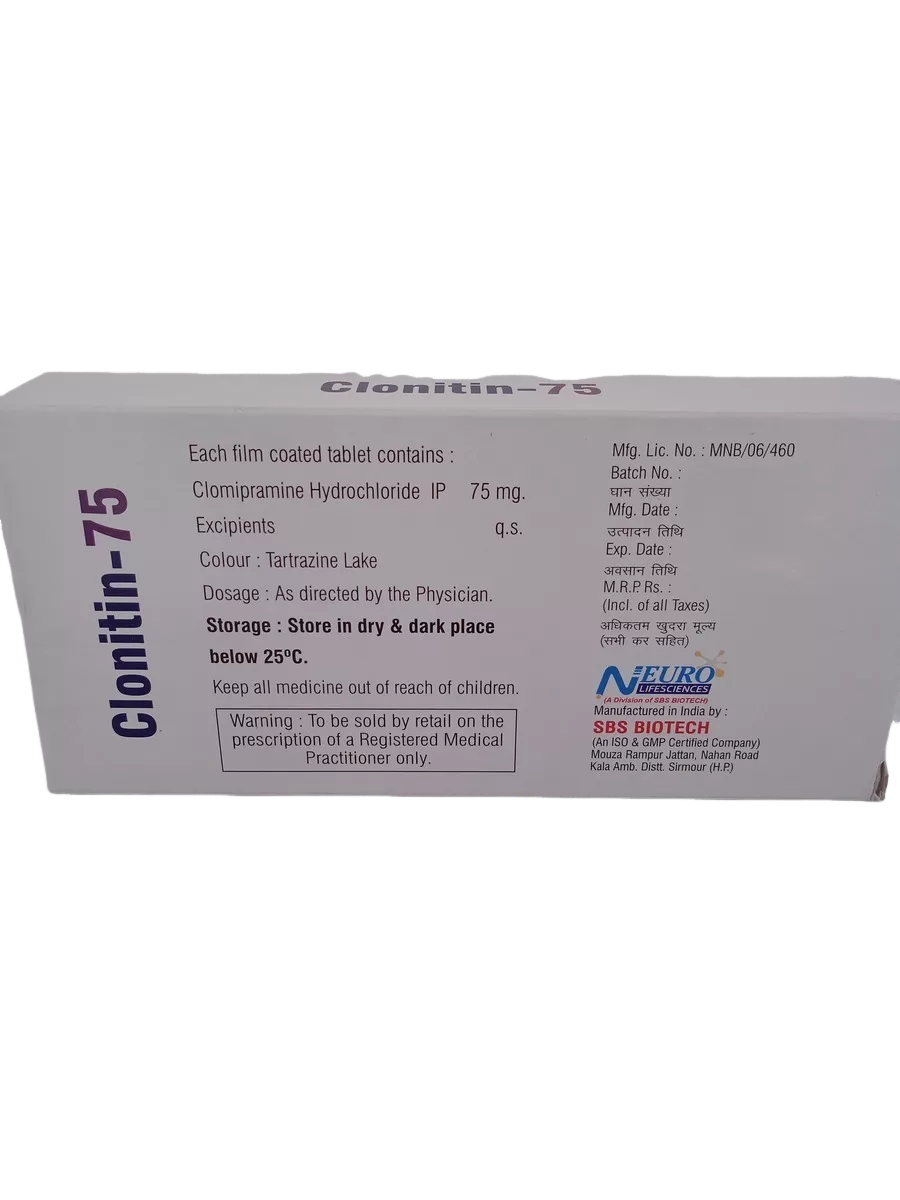 Clonitin-75
Clonitin-75
Each film coated tablet contains :
Clomipramine Hydrochloride IP 75 mg.
Excipients q.s.
Colour : Tartrazine Lake
Dosage : As directed by the Physician.
Storage : Store in dry & dark place
below 25ºC.
Keep all medicine out of reach of children.
Warning : To be sold by retail on the
prescription of a Registered Medical
Practitioner only.
Mfg. Lic. No. : MNB/06/460
Batch No. :
घान संख्या
Mfg. Date :
उत्पादन तिथि
Exp. Date :
अवसान तिथि
M.R.P. Rs. :
(Incl. of all Taxes)
अधिकतम खुदरा मूल्य
(सभी कर सहित)
NEURO
LIFESCIENCES
(A Division of SBS BIOTECH)
Manufactured in India by :
SBS BIOTECH
(An ISO & GMP Certified Company)
Mouza Rampur Jattan, Nahan Road
Kala Amb. Distt. Sirmour (H.P.)